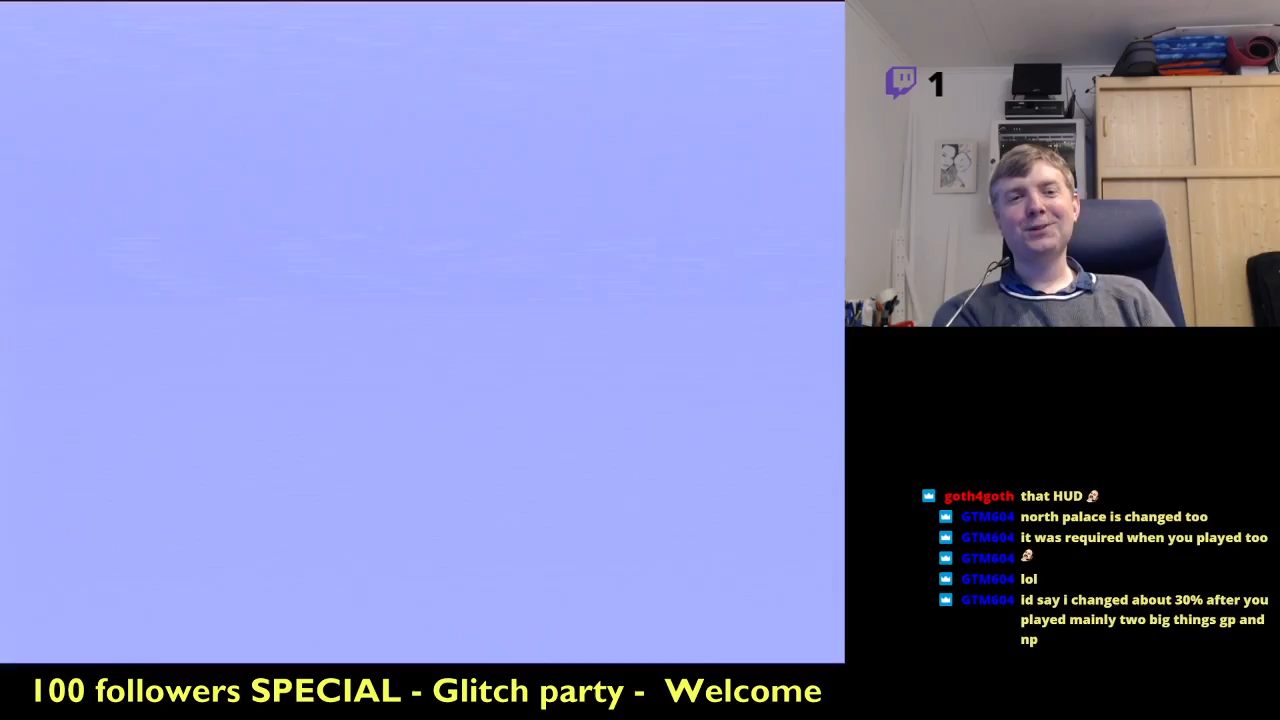 1
goth4goth that HUD
GTM604 north palace is changed too
GTM604 it was required when you played too
GTM604
GTM604 lol
GTM604 id say i changed about 30% after you
played mainly two big things gp and
np
100 followers SPECIAL - Glitch party - Welcome